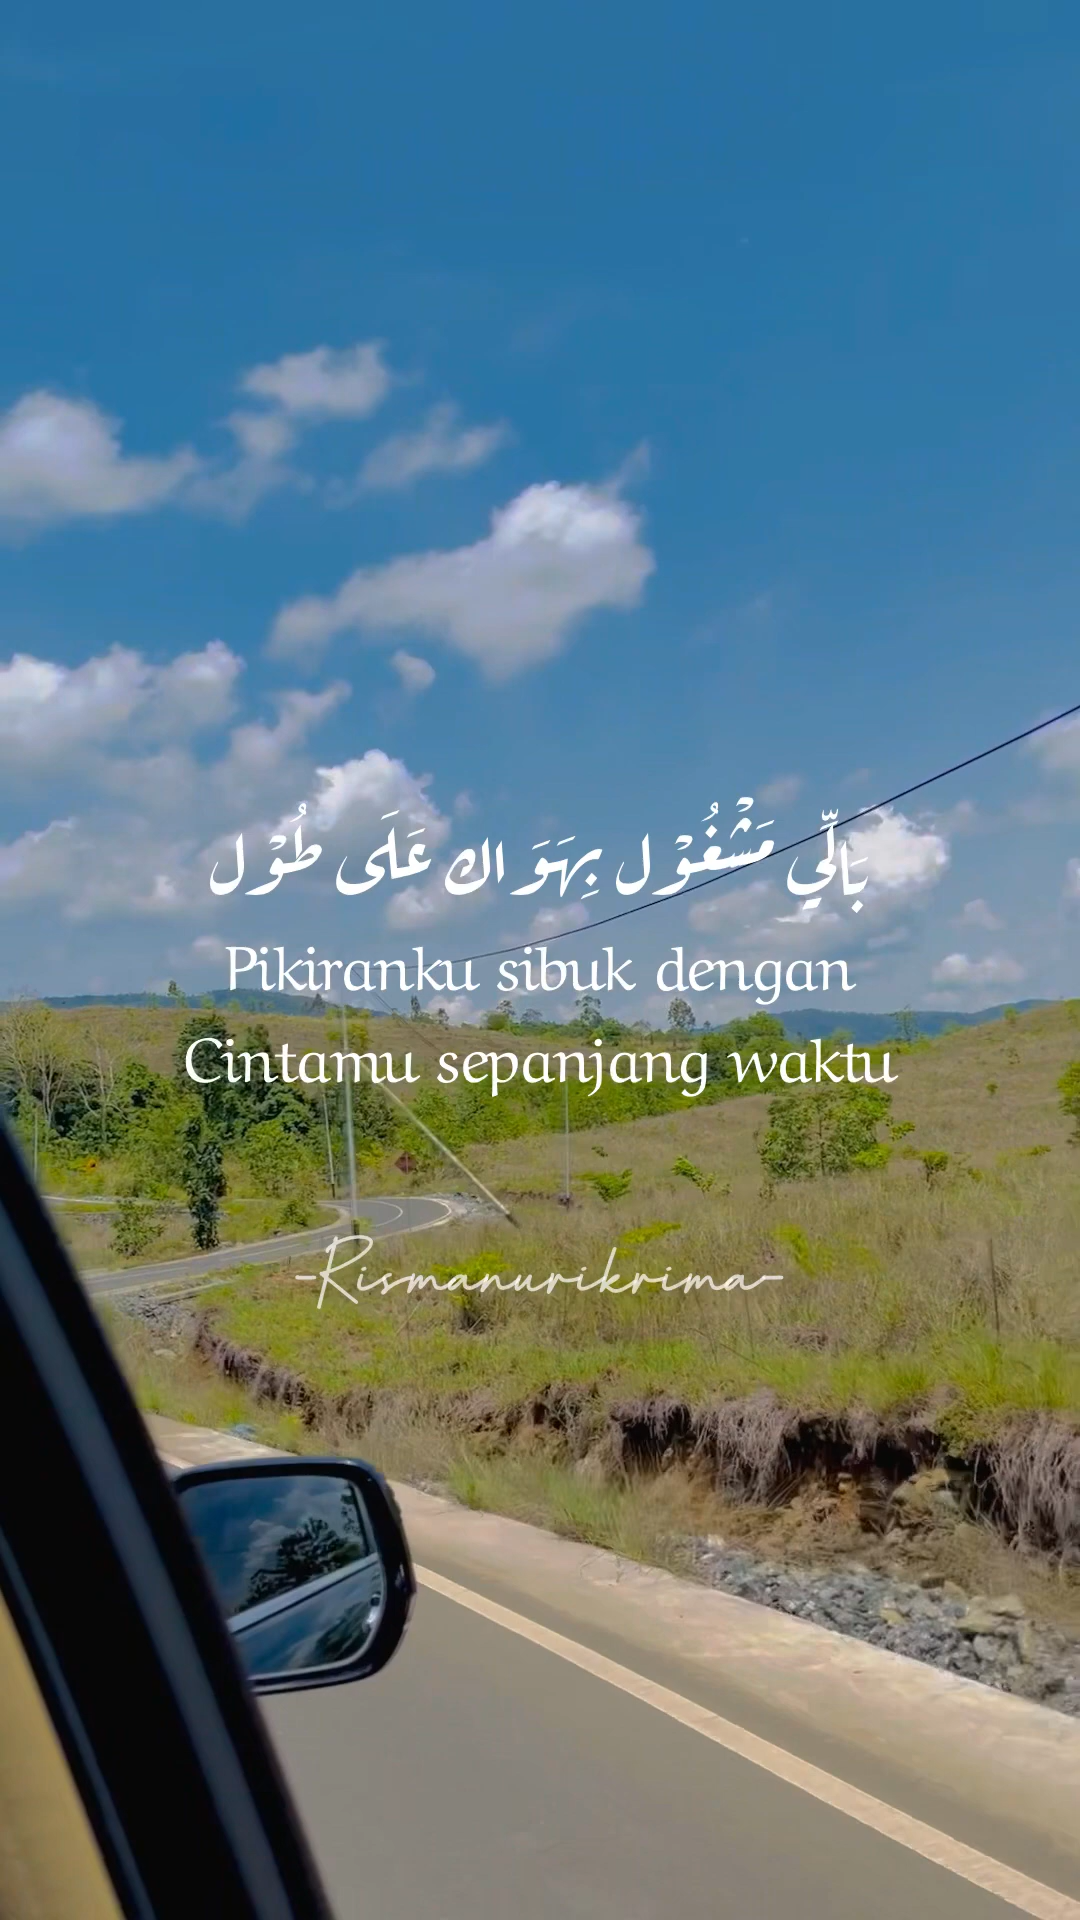 بَالِّي مَشْغُوْل بِهَوَ اك عَلَى طُوْل
Pikiranku sibuk dengan
Cintamu sepanjang waktu
-Rismanurikrima-